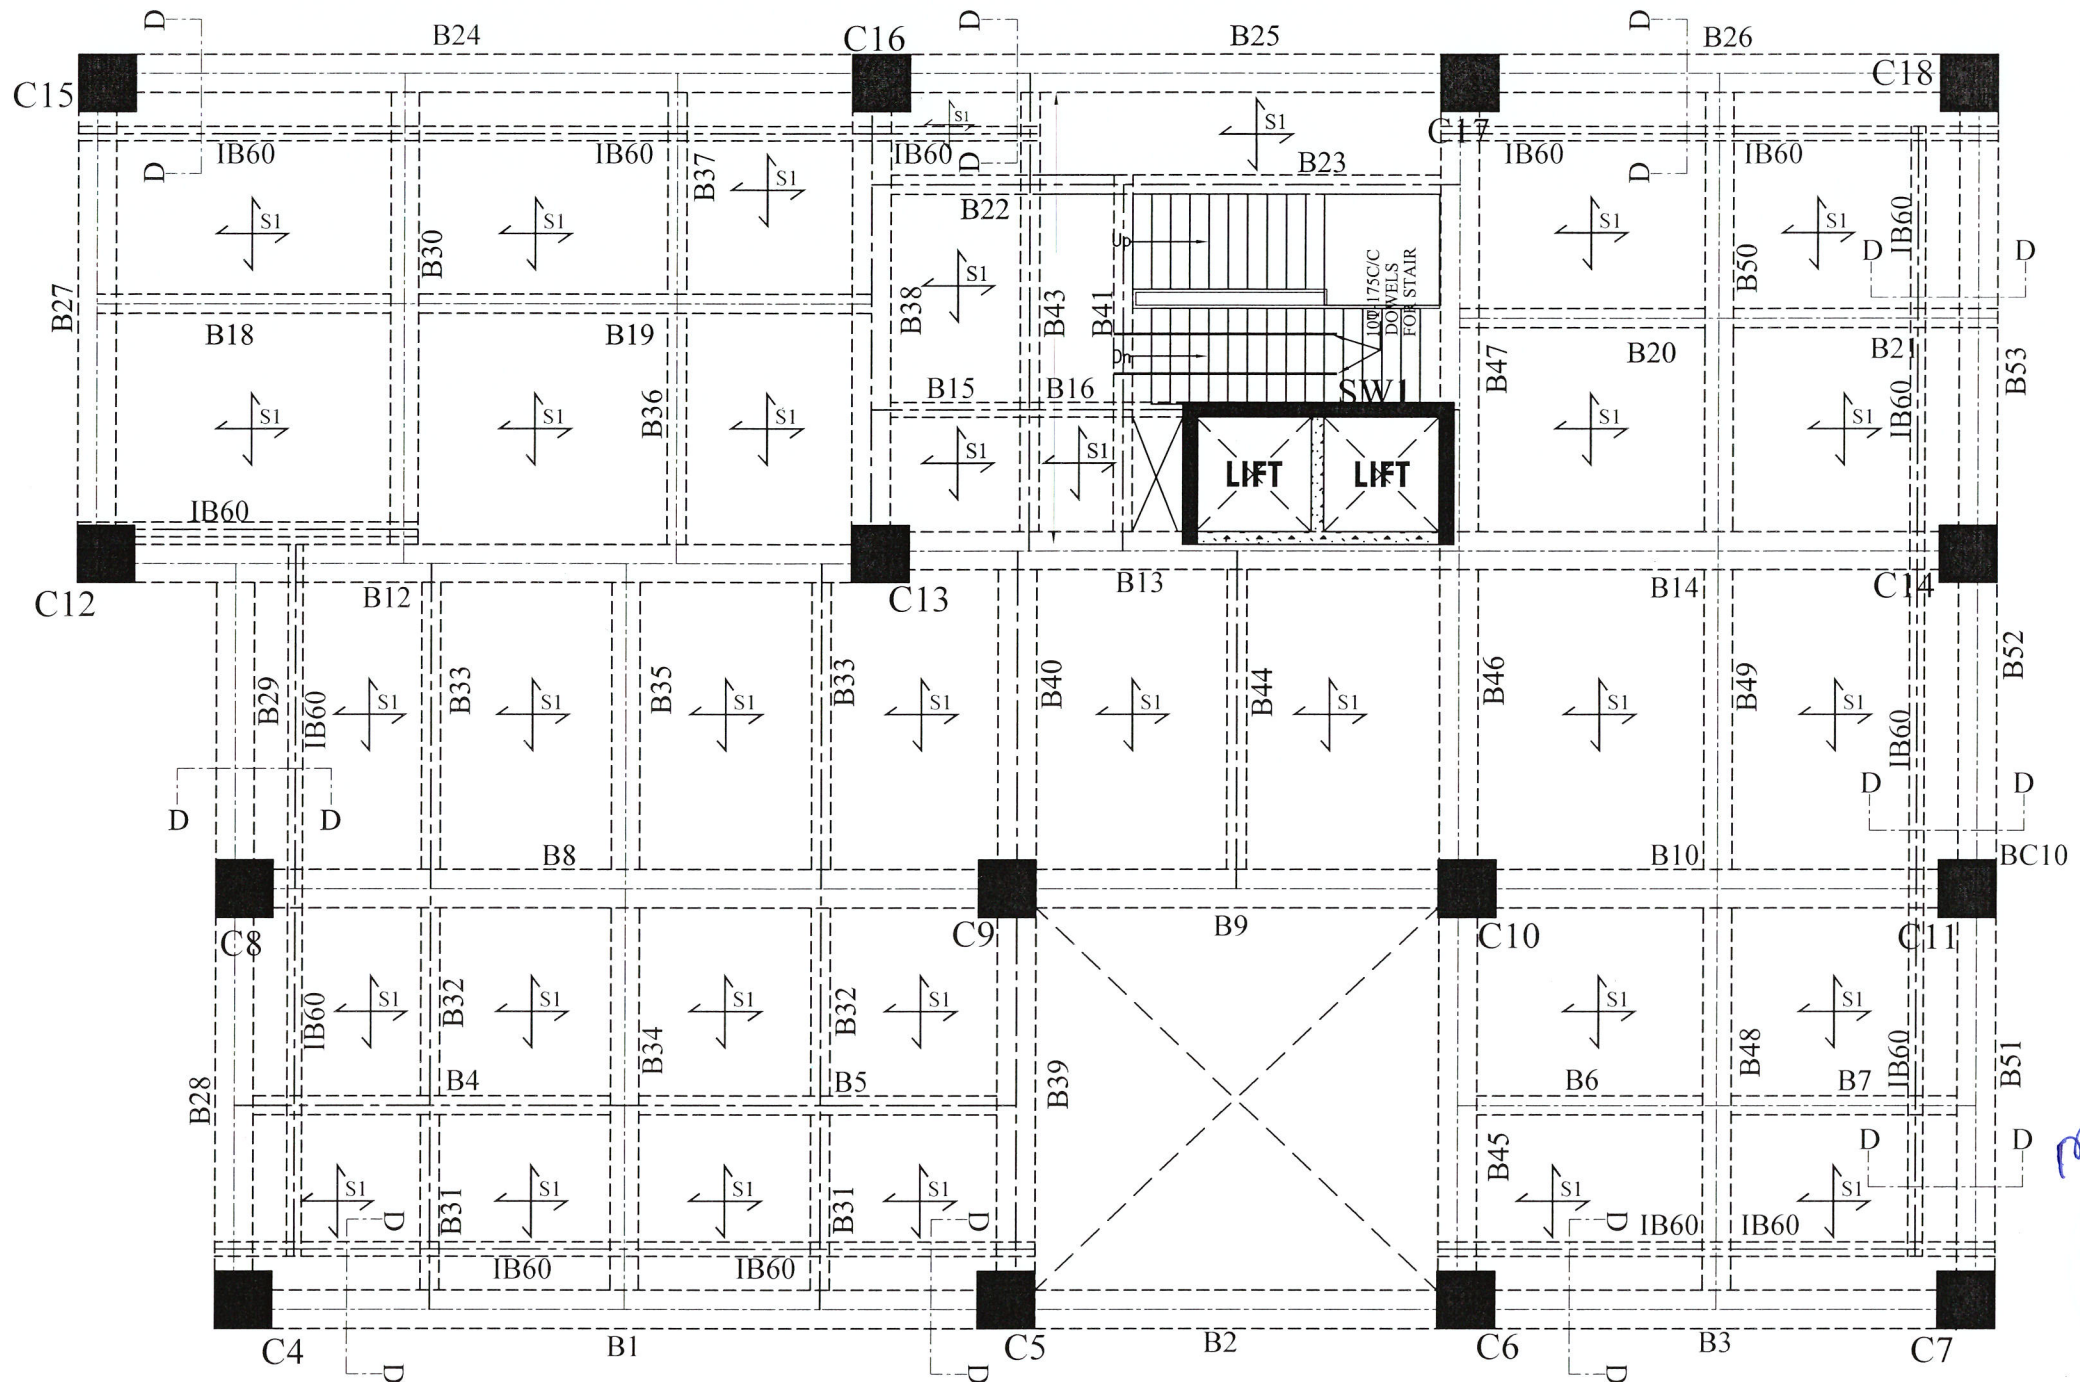 D
D
B24
C16
B25
D
B26
C15
C18
S1
S1
C17
D
IB60
IB60
B37
IB60
D
B23
D
IB60
IB60
S1
S1
B22
S1
S1
S1
IB60
B30
Up
B50
D
D
B27
B18
B19
B38
S1
B43
B41
10T@175C/C
DOWELS
FOR STAIR
B20
B21
B47
B53
B15
B16
Dn
SW1
IB60
S1
S1
B36
S1
S1
S1
LIFT
LIFT
S1
S1
IB60
C12
B12
C13
B13
B14
C14
B29
IB60
S1
B33
S1
B35
S1
B33
S1
B40
S1
B44
S1
B46
S1
B49
S1
IB60
B52
D
D
D
D
B8
B10
BC10
C8
C9
B9
C10
C11
IB60
S1
B32
S1
B34
S1
B32
S1
S1
B48
S1
IB60
B28
B4
B5
B39
B6
B7
B51
D
D
S1
B31
S1
S1
B31
S1
B45
S1
S1
D
D
D
IB60
IB60
IB60
IB60
C4
B1
C5
B2
C6
B3
C7
D
D
D